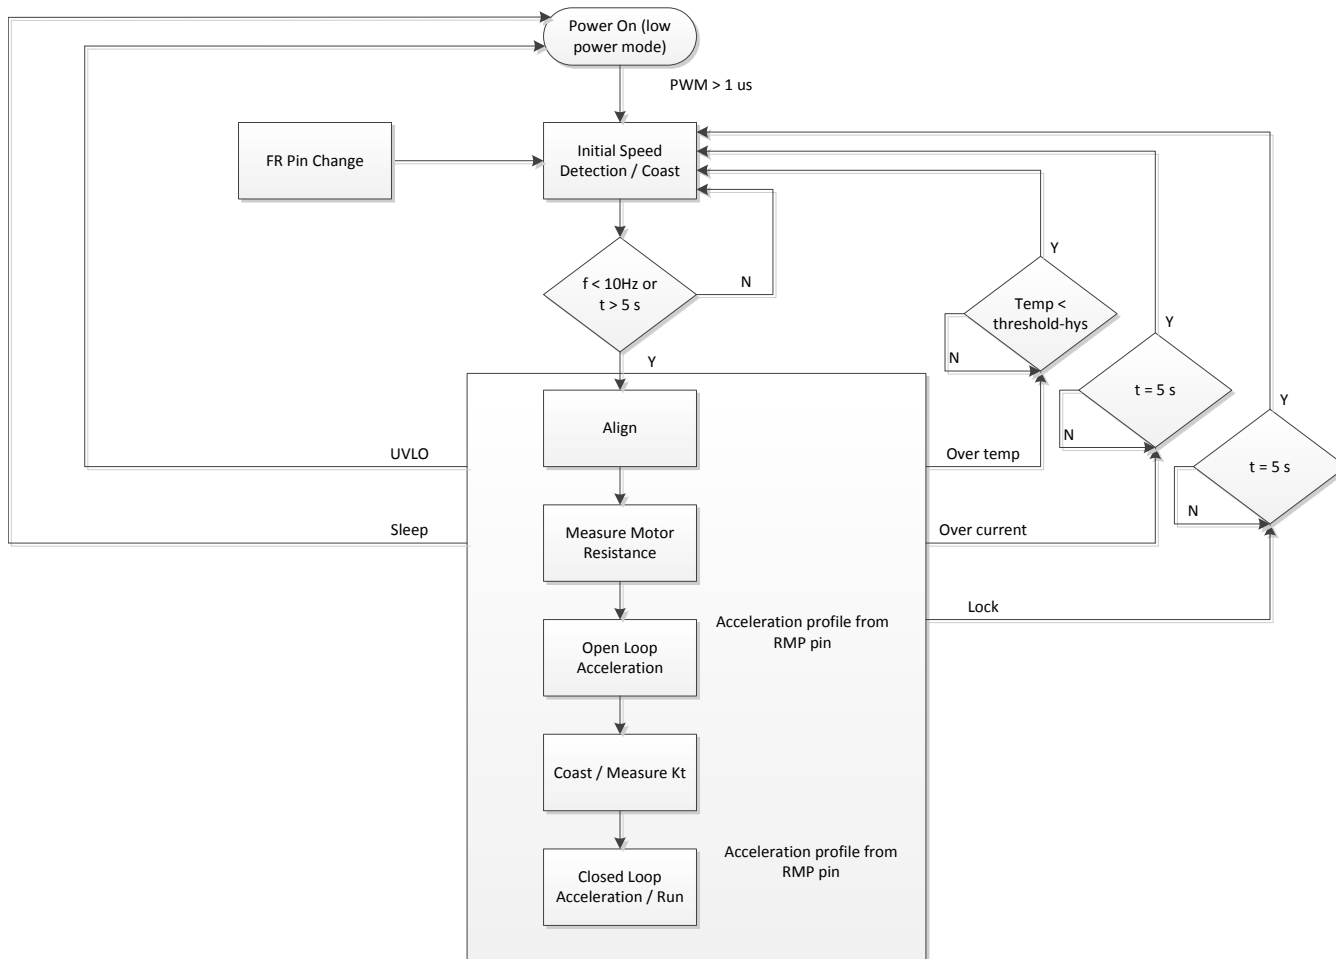 Power On (low
power mode)
PWM > 1 us
FR Pin Change
Initial Speed
Detection / Coast
Y
f < 10Hz or
t > 5 s
N
Temp <
threshold-hys
N
Y
Y
t = 5 s
N
Y
t = 5 s
N
Align
UVLO
Over temp
Sleep
Measure Motor
Resistance
Over current
Lock
Open Loop
Acceleration
Acceleration profile from
RMP pin
Coast / Measure Kt
Closed Loop
Acceleration / Run
Acceleration profile from
RMP pin